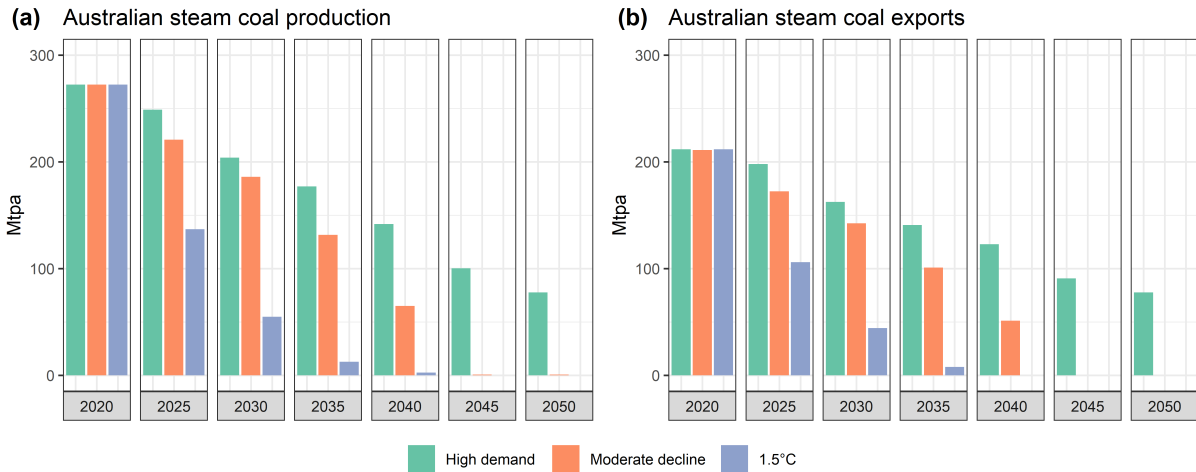 (a) Australian steam coal production
300
200
100
0
Mtpa
2020 2025 2030 2035 2040 2045 2050
(b) Australian steam coal exports
300
200
100
0
Mtpa
2020 2025 2030 2035 2040 2045 2050
High demand Moderate decline 1.5°C